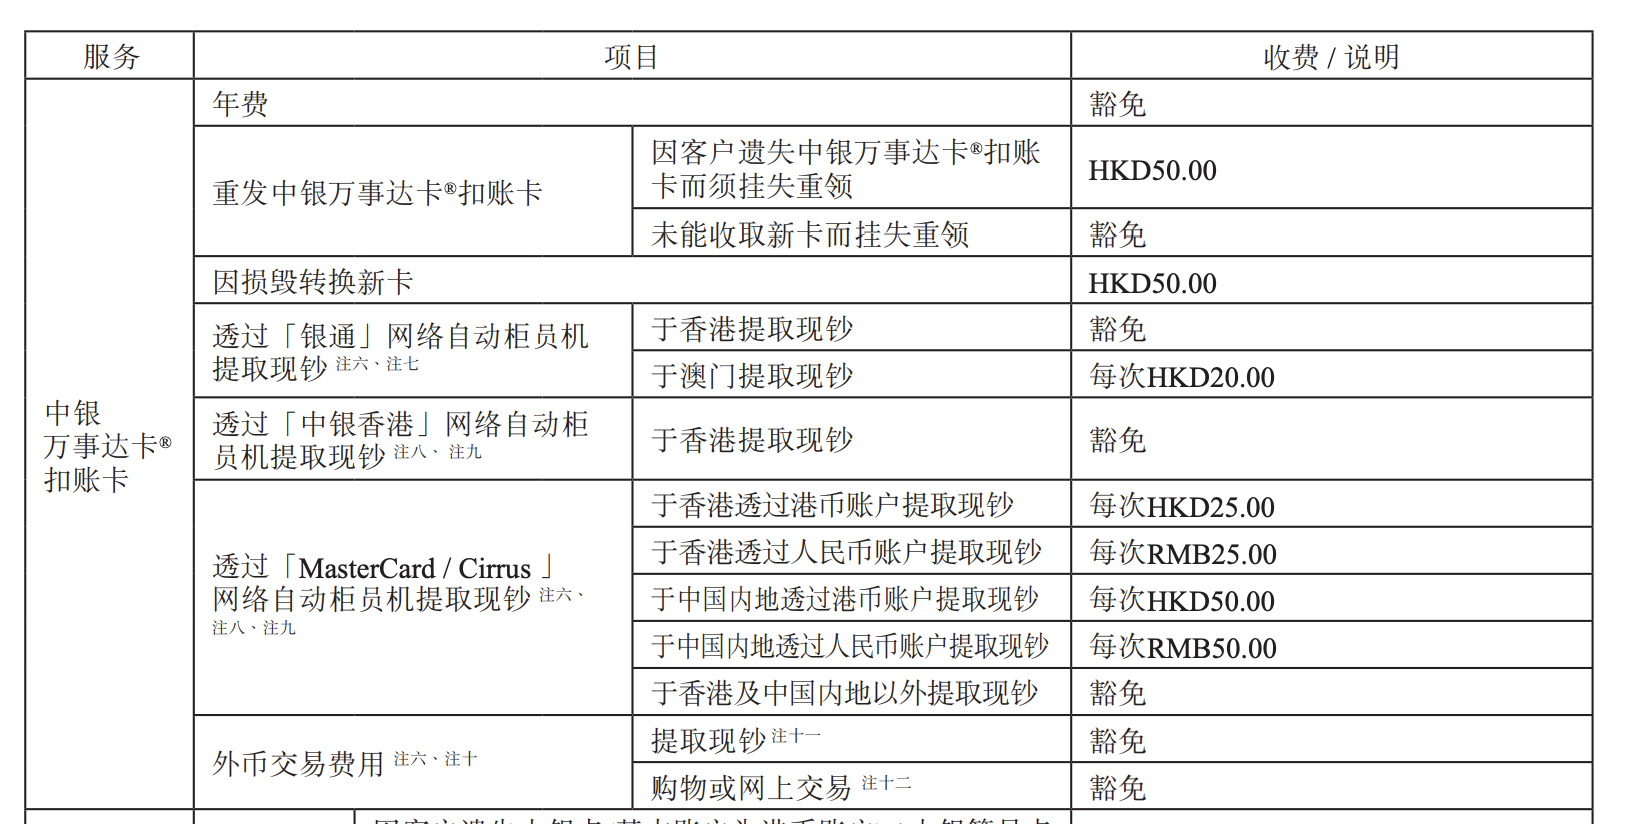 服务 项目 收费 / 说明
年费 豁免
重发中银万事达卡®扣账卡
因客户遗失中银万事达卡®扣账
卡而须挂失重领
HKD50.00
未能收取新卡而挂失重领 豁免
因损毁转换新卡 HKD50.00
透过「银通」网络自动柜员机
提取现钞 注六、注七
于香港提取现钞 豁免
于澳门提取现钞 每次HKD20.00
中银
万事达卡®
扣账卡
透过「中银香港」网络自动柜
员机提取现钞 注八、注九
于香港提取现钞 豁免
透过「MasterCard / Cirrus」
网络自动柜员机提取现钞 注六、
注八、注九
于香港透过港币账户提取现钞 每次HKD25.00
于香港透过人民币账户提取现钞 每次RMB25.00
于中国内地透过港币账户提取现钞 每次HKD50.00
于中国内地透过人民币账户提取现钞 每次RMB50.00
于香港及中国内地以外提取现钞 豁免
外币交易费用 注六、注十
提取现钞 注十一 豁免
购物或网上交易 注十二 豁免